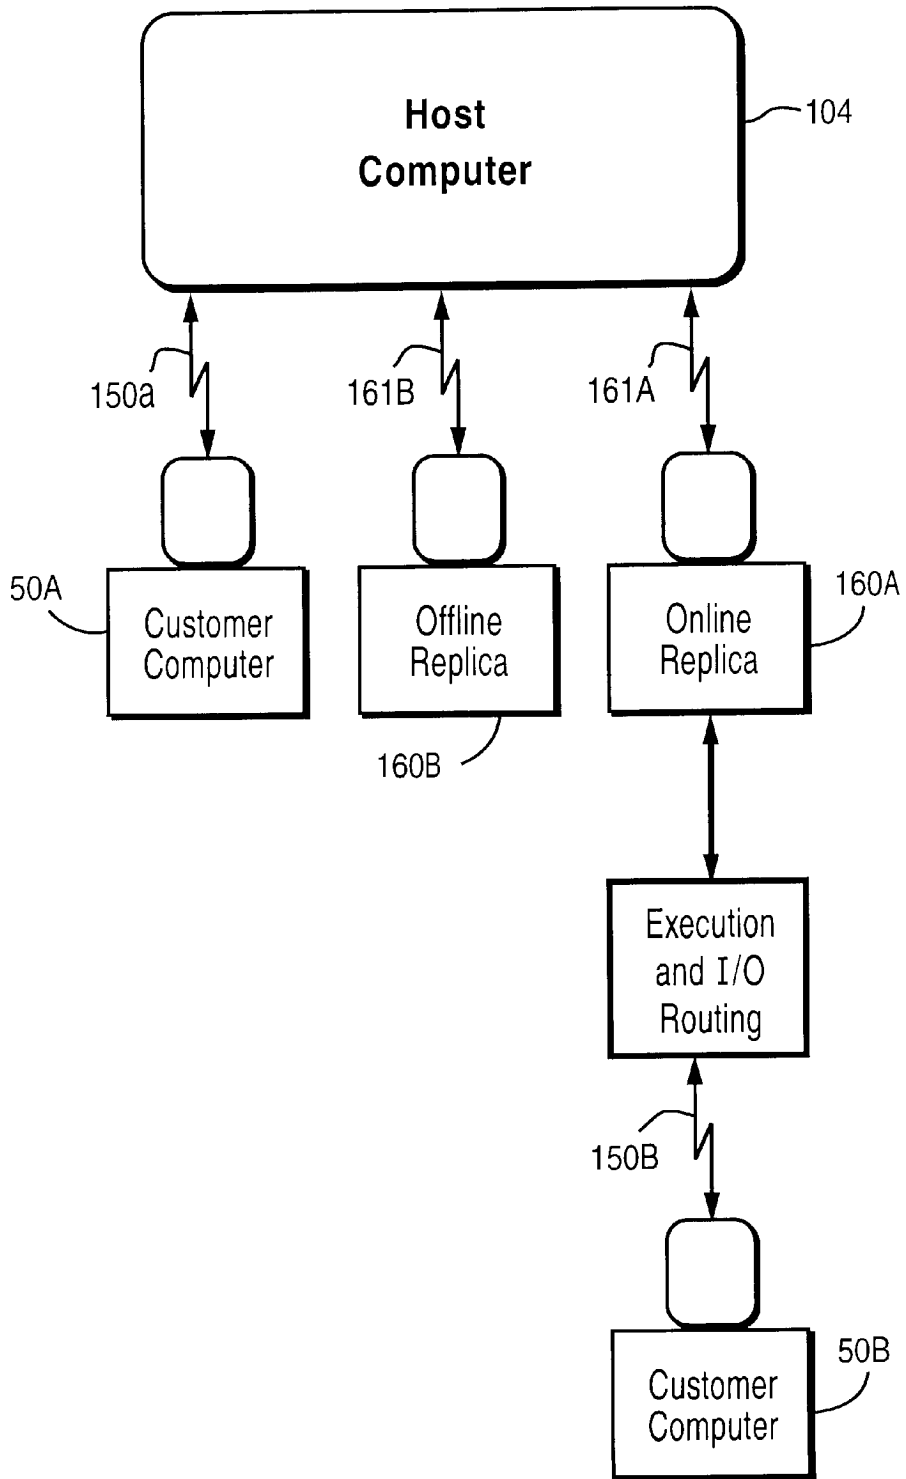 Host
Computer
104
150a
161B
161A
50A
Customer
Computer
Offline
Replica
Online
Replica
160A
160B
Execution
and I/O
Routing
150B
50B
Customer
Computer